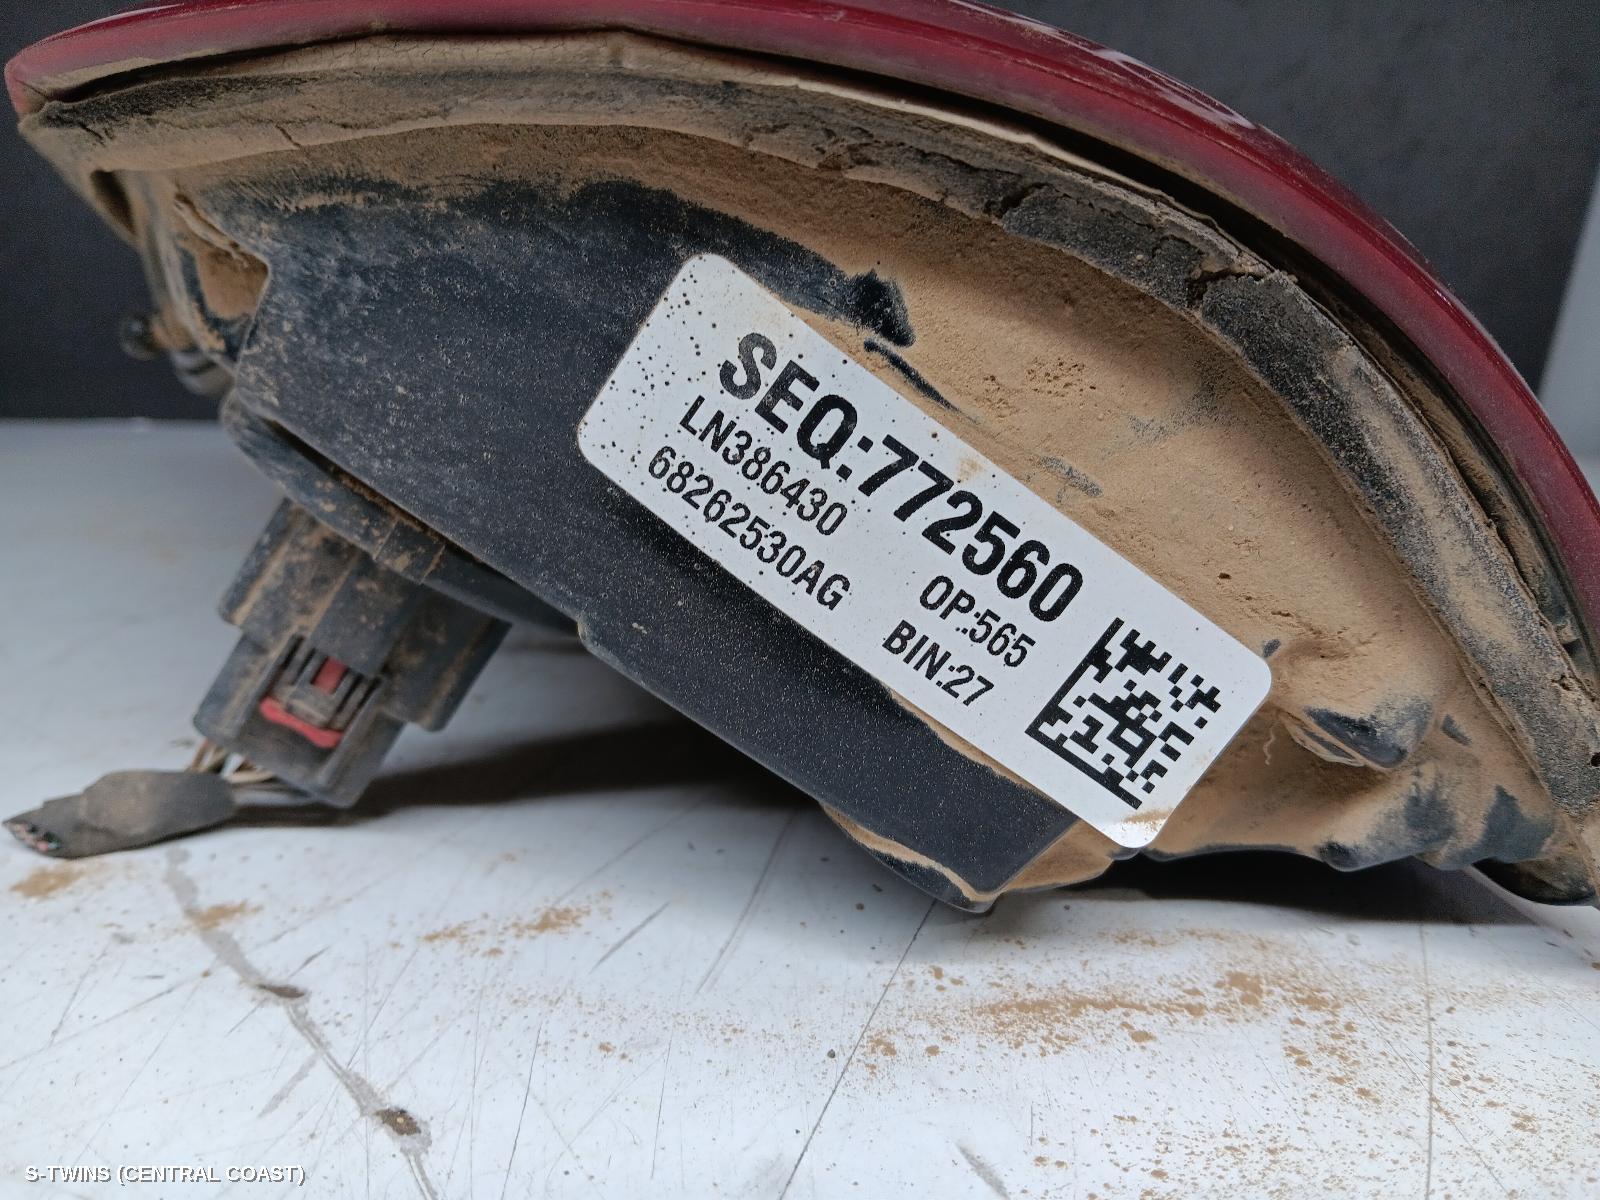 SEQ:772560
LN386430 OP:565
68262530AG BIN:27
S-TWINS (CENTRAL COAST)